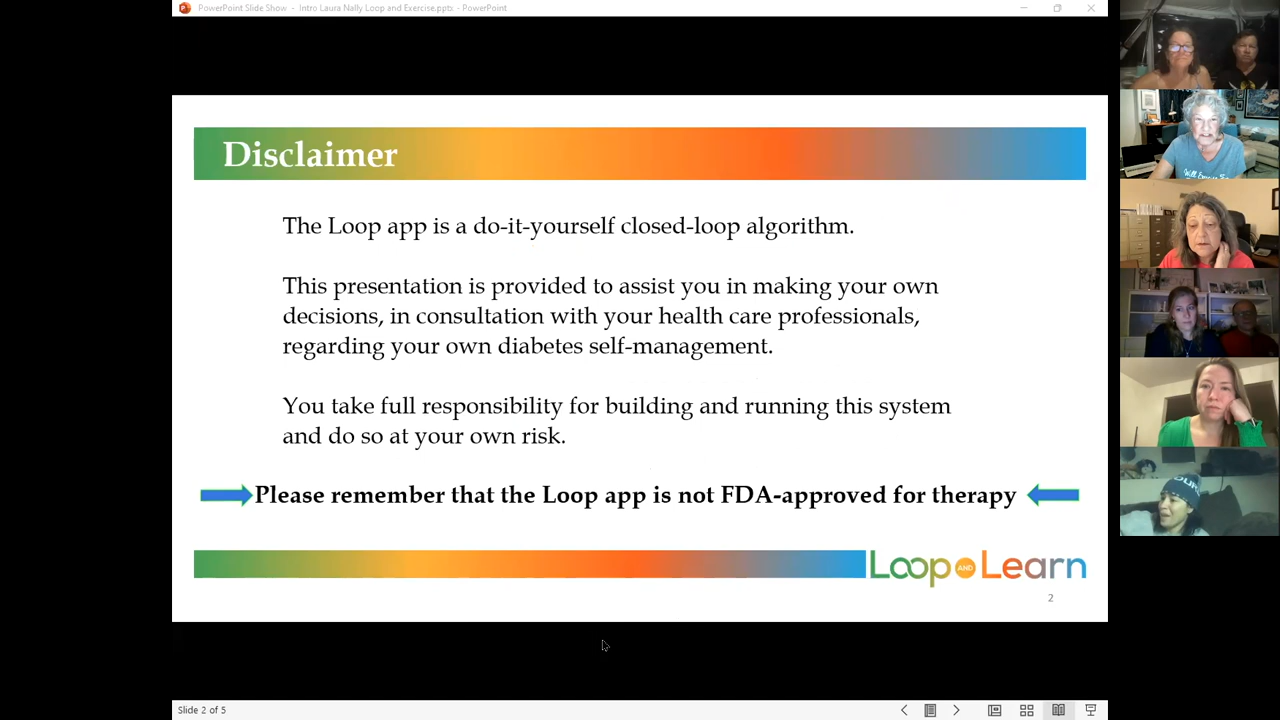 PowerPoint Slide Show - Intro Laura Nally Loop and Exercise.pptx - PowerPoint
Disclaimer
The Loop app is a do-it-yourself closed-loop algorithm.
This presentation is provided to assist you in making your own
decisions, in consultation with your health care professionals,
regarding your own diabetes self-management.
You take full responsibility for building and running this system
and do so at your own risk.
Please remember that the Loop app is not FDA-approved for therapy
Loop AND Learn
2
Slide 2 of 5